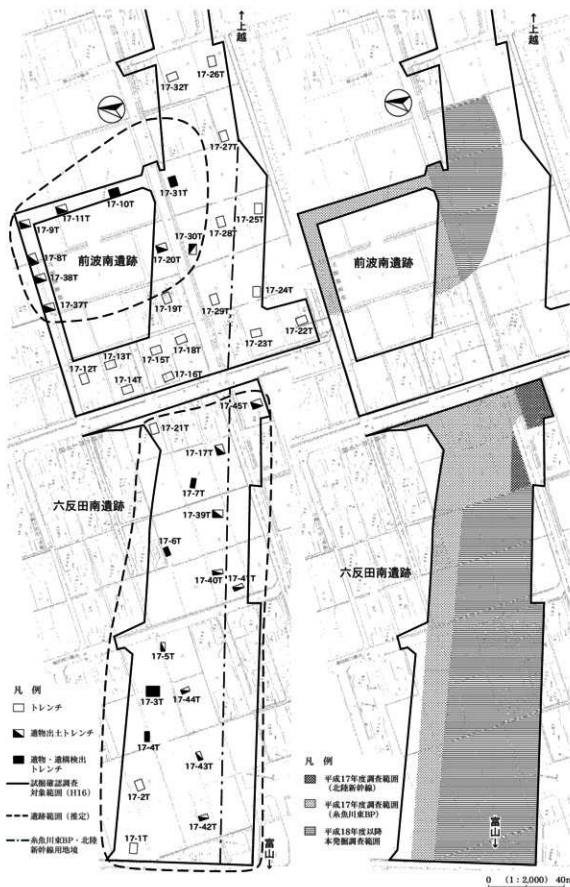 ↑上越
17-26T
17-32T
17-27T
17-10T
17-31T
17-11T
17-9T
17-25T
17-28T
17-30T
17-8T
前波南遺跡
17-20T
17-38T
17-24T
17-37T
17-19T
17-29T
17-22T
17-23T
17-18T
17-13T
17-15T
17-12T
17-16T
17-14T
17-45T
17-21T
17-17T
17-7T
六反田南遺跡
17-39T
17-6T
17-40T
17-41T
17-5T
17-3T
17-44T
17-4T
17-43T
17-2T
17-42T
17-1T
富山↓
凡 例
トレンチ
遺物出土トレンチ
遺物・遺構検出
トレンチ
試掘確認調査
対象範囲(H16)
遺跡範囲(推定)
糸魚川東BP・北陸
新幹線用地境
↑上越
前波南遺跡
六反田南遺跡
凡 例
平成17年度調査範囲
(北陸新幹線)
平成17年度調査範囲
(糸魚川東BP)
平成18年度以降
本発掘調査範囲
富山↓
0 (1:2,000) 40m